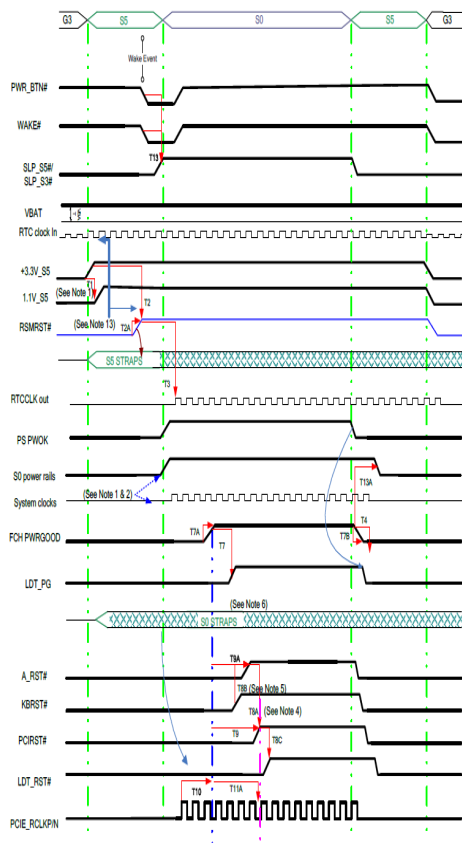 G3 S5 S0 S5 G3
Wake Event
PWR_BTN#
WAKE#
T13
SLP_S5#/
SLP_S3#
VBAT
RTC clock In
+3.3V_S5
T1
(See Note 1)
T2
1.1V_S5
(See Note 13)
T2A
RSMRST#
S5 STRAPS
T3
RTCCLK out
PS PWOK
S0 power rails
T13A
(See Note 1 & 2)
System clocks
T4
FCH PWRGOOD
T7A
T7
T7B
LDT_PG
(See Note 6)
S0 STRAPS
A_RST#
T8A
T8B
(See Note 5)
KBRST#
T8A
(See Note 4)
PCIRST#
T9
T8C
LDT_RST#
T10
T11A
PCIE_RCLKP/N